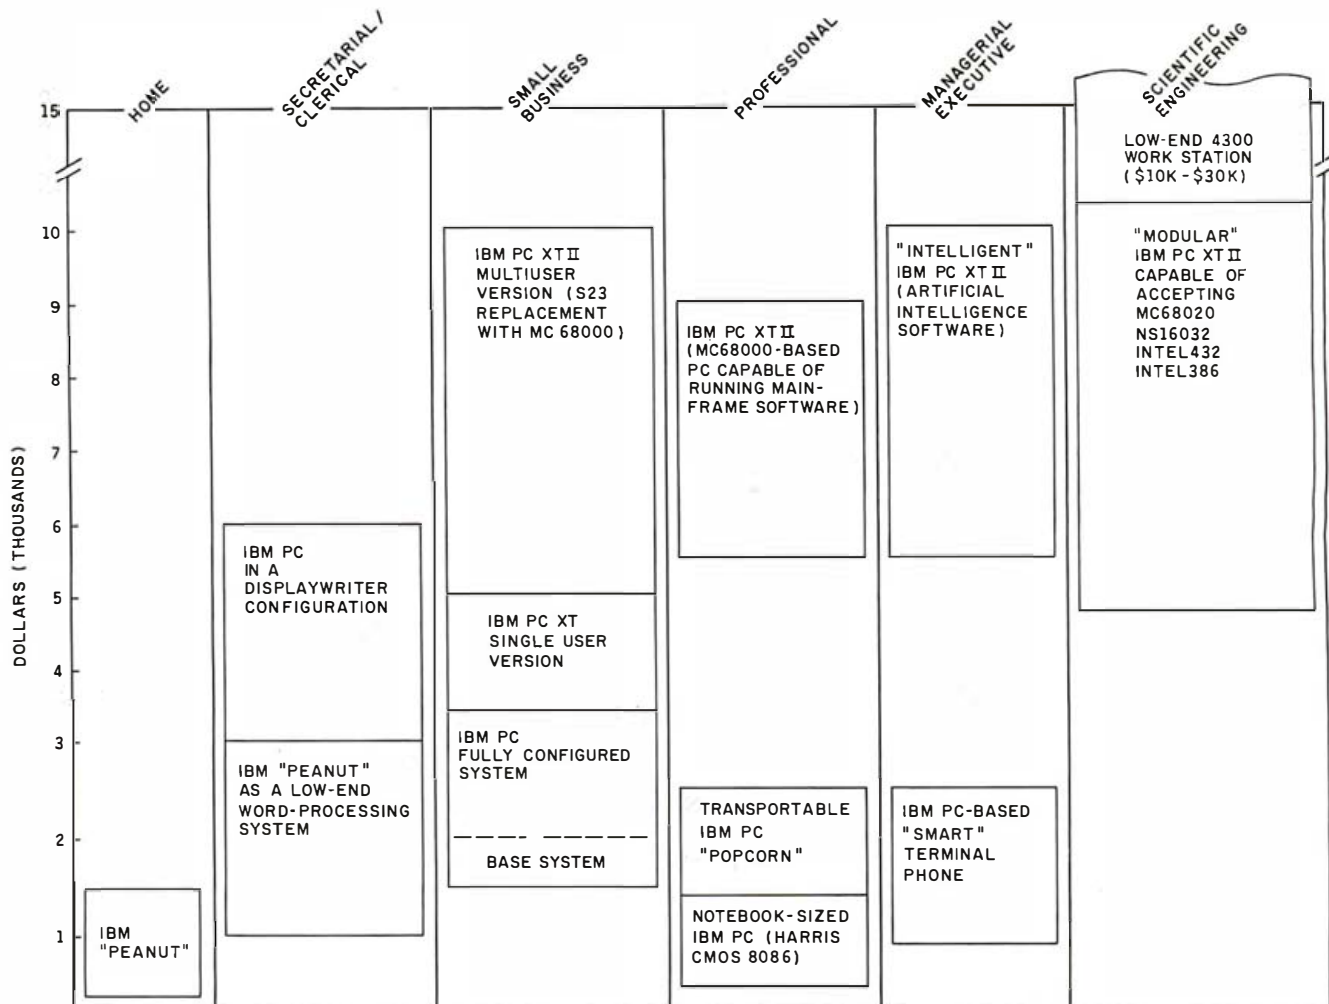 HOME
SECRETARIAL/
CLERICAL
SMALL
BUSINESS
PROFESSIONAL
MANAGERIAL
EXECUTIVE
SCIENTIFIC
ENGINEERING
DOLLARS (THOUSANDS)
15
10
9
8
7
6
5
4
3
2
1
IBM
"PEANUT"
IBM PC
IN A
DISPLAYWRITER
CONFIGURATION
IBM "PEANUT"
AS A LOW-END
WORD-PROCESSING
SYSTEM
IBM PC XT II
MULTIUSER
VERSION (S23
REPLACEMENT
WITH MC 68000)
IBM PC XT
SINGLE USER
VERSION
IBM PC
FULLY CONFIGURED
SYSTEM
BASE SYSTEM
IBM PC XT II
(MC68000-BASED
PC CAPABLE OF
RUNNING MAIN-
FRAME SOFTWARE)
TRANSPORTABLE
IBM PC
"POPCORN"
NOTEBOOK-SIZED
IBM PC (HARRIS
CMOS 8086)
"INTELLIGENT"
IBM PC XT II
(ARTIFICIAL
INTELLIGENCE
SOFTWARE)
IBM PC-BASED
"SMART"
TERMINAL
PHONE
LOW-END 4300
WORK STATION
($10K-$30K)
"MODULAR"
IBM PC XT II
CAPABLE OF
ACCEPTING
MC68020
NS16032
INTEL432
INTEL386